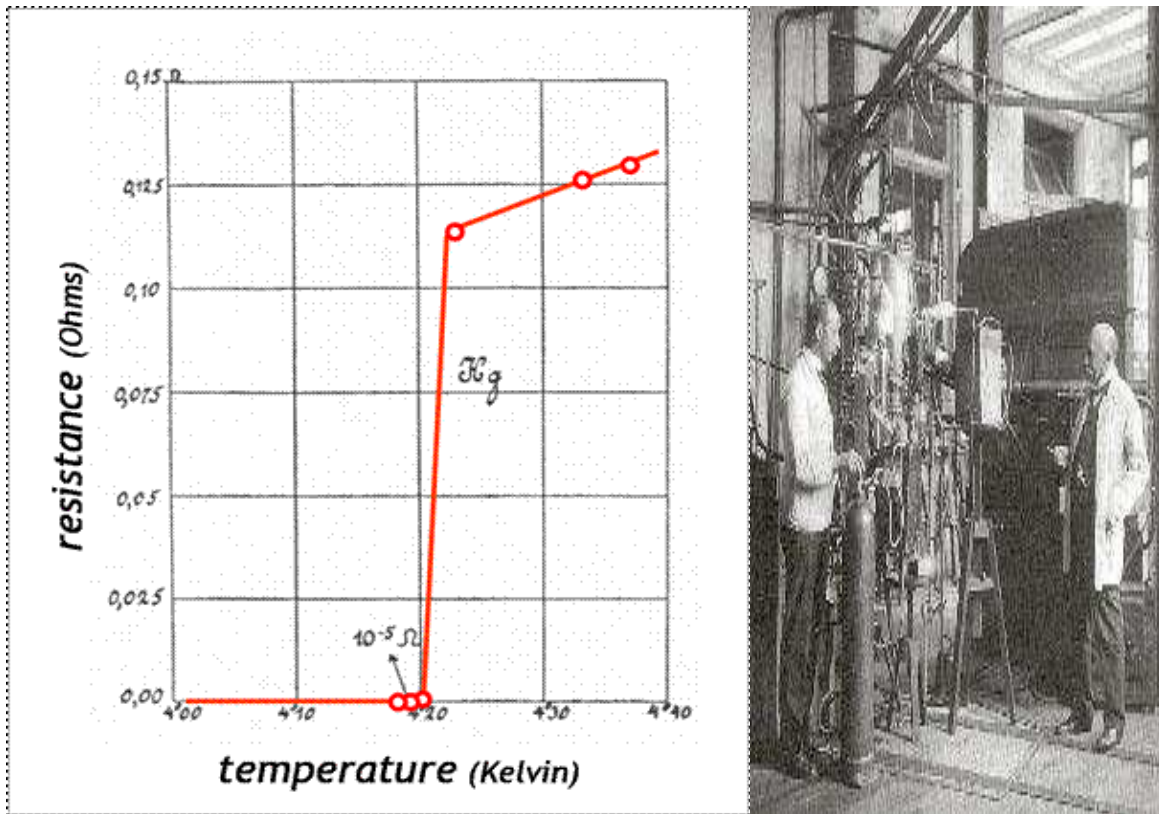 0,15 Ω
0,125
0,10
0,075
0,05
0,025
0,00
Hg
10⁻⁵ Ω
4°00
4°10
4°20
4°30
4°40
resistance (Ohms)
temperature (Kelvin)